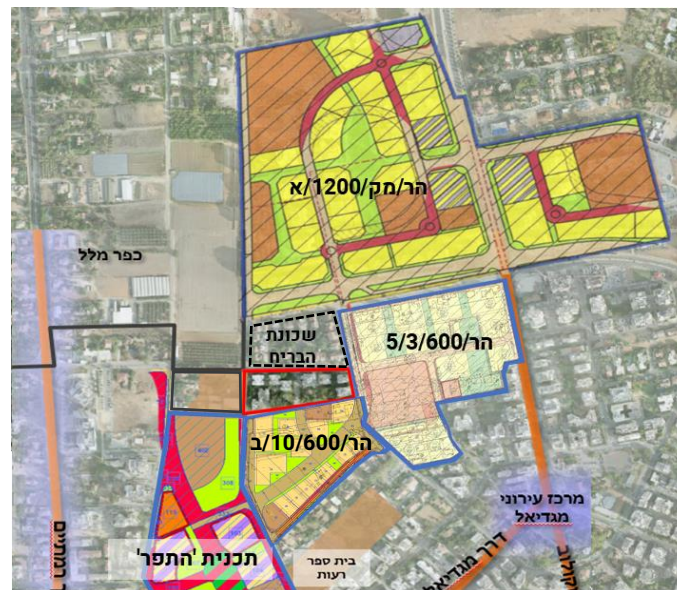 הר/מק/1200/א
כפר מלל
שכונת
הבריח
הר/5/3/600
הר/10/600/ב
מרכז עירוני
מגדיאל
תכנית 'התפר'
בית ספר
רעות
דרך מגדיאל